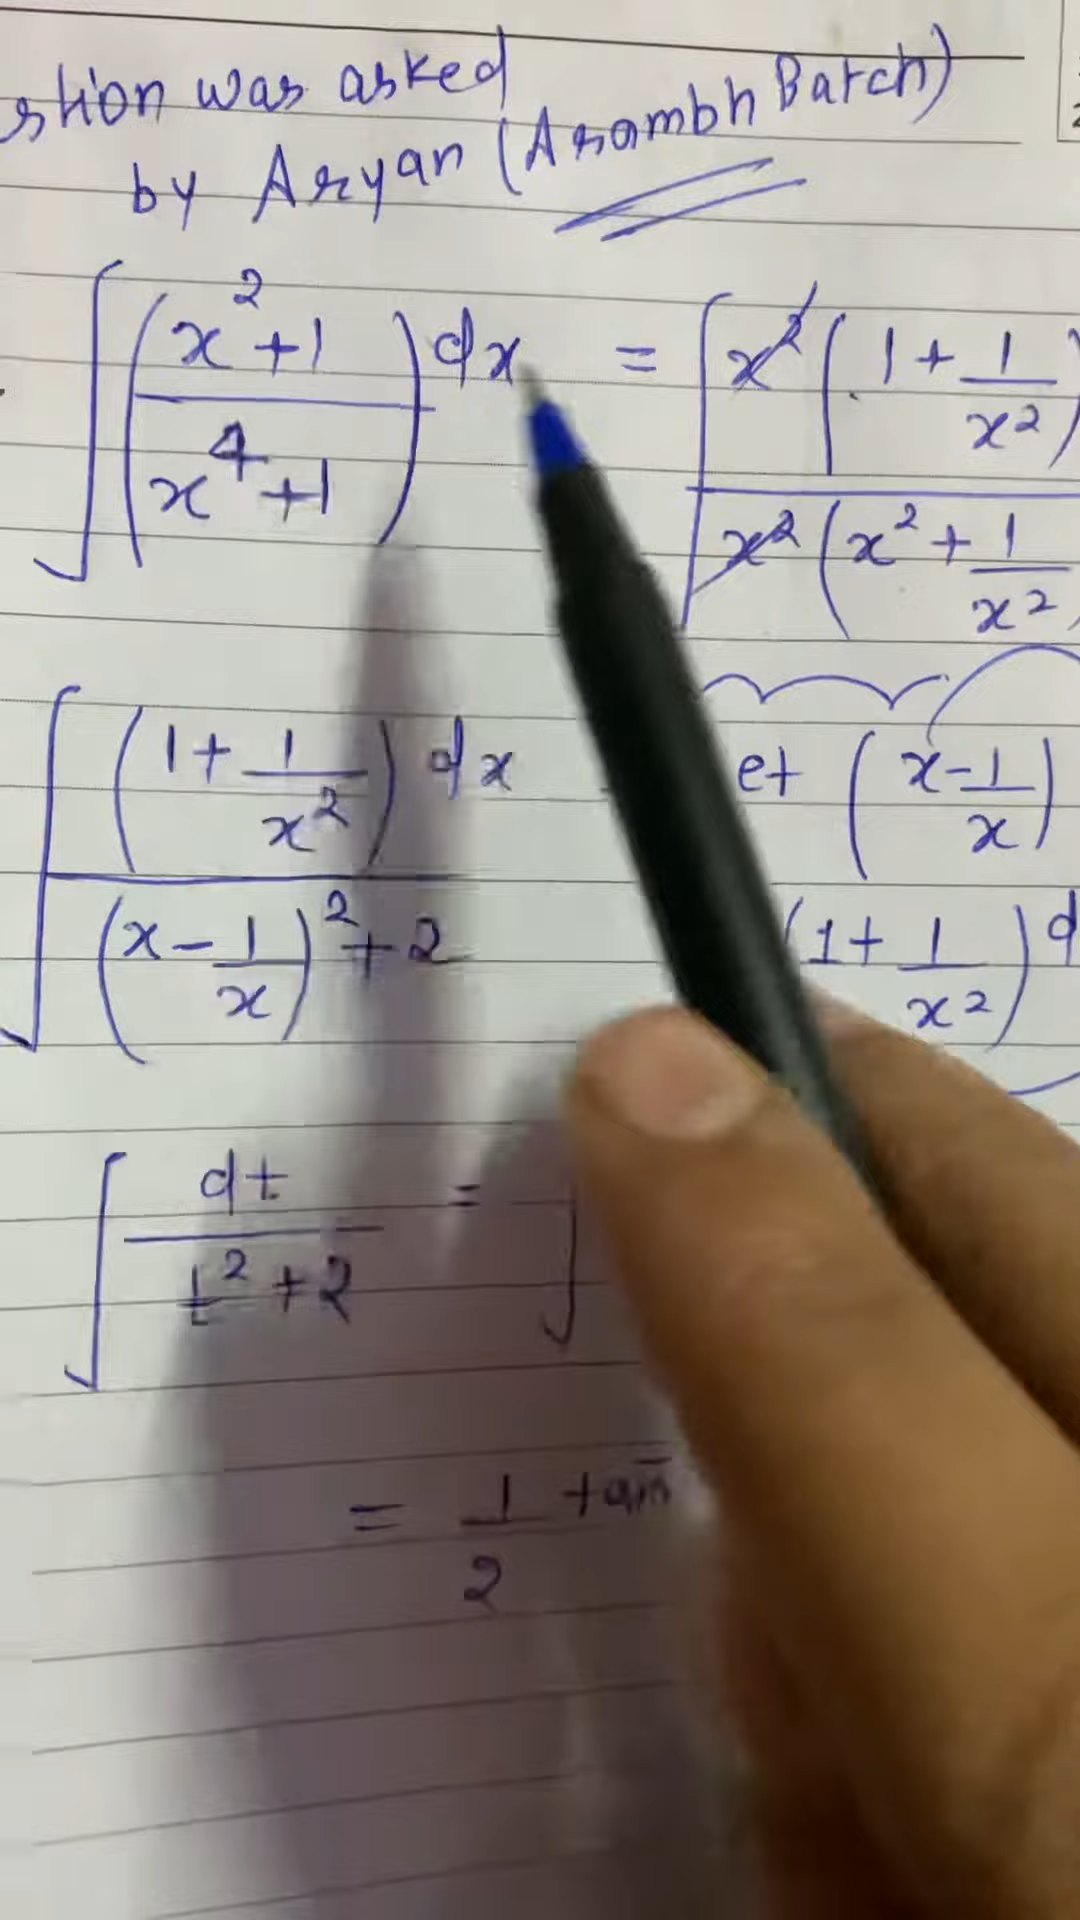 stion was asked
by Aryan (Arambh Batch)
∫ (x²+1 / x⁴+1) dx = ∫ x² (1 + 1/x²) / x² (x² + 1/x²)
∫ (1 + 1/x²) dx / (x - 1/x)² + 2
et (x - 1/x)
(1 + 1/x²) d
∫ dt / t² + 2 = ∫
= 1/2 tan